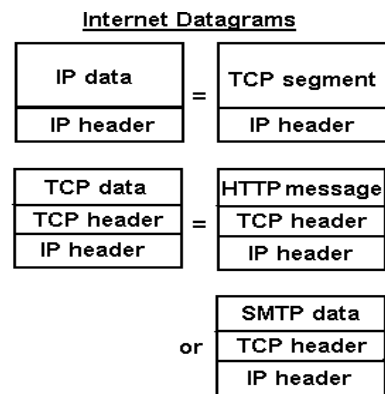 Internet Datagrams
IP data
IP header
=
TCP segment
IP header
TCP data
TCP header
IP header
=
HTTP message
TCP header
IP header
or
SMTP data
TCP header
IP header